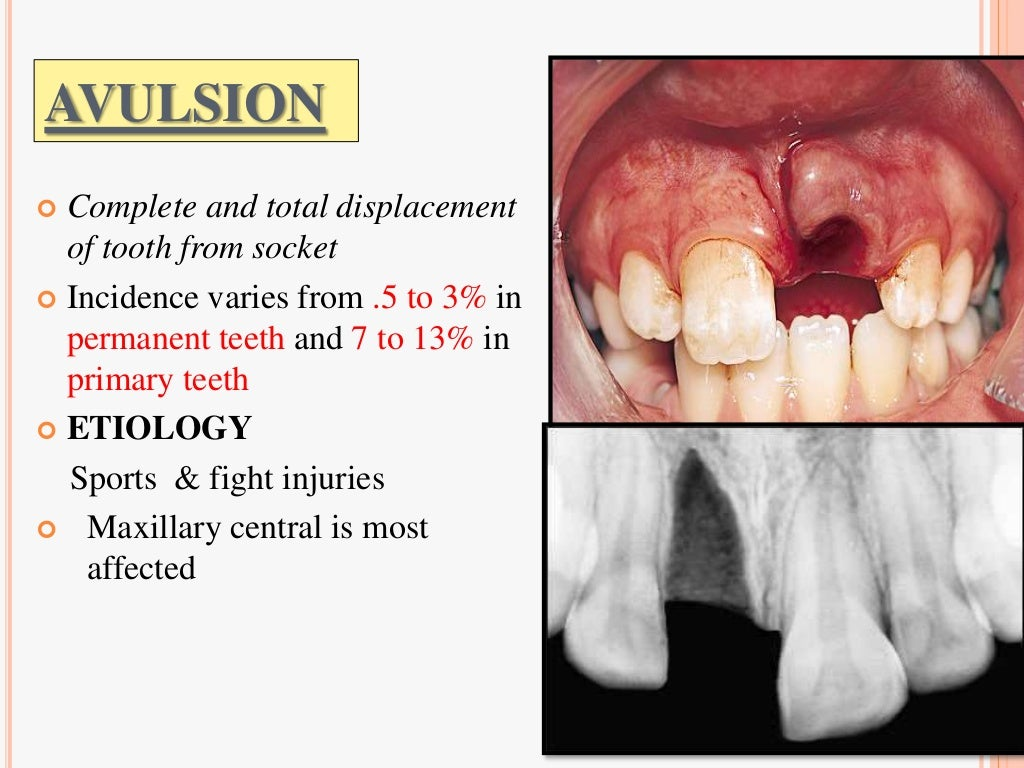 AVULSION
Complete and total displacement
of tooth from socket
Incidence varies from .5 to 3% in
permanent teeth and 7 to 13% in
primary teeth
ETIOLOGY
Sports & fight injuries
Maxillary central is most
affected